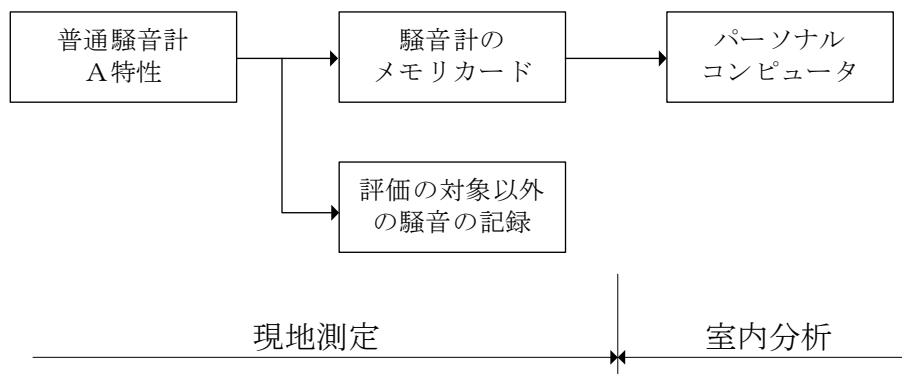 普通騒音計
Ａ特性
騒音計の
メモリカード
パーソナル
コンピュータ
評価の対象以外
の騒音の記録
現地測定
室内分析